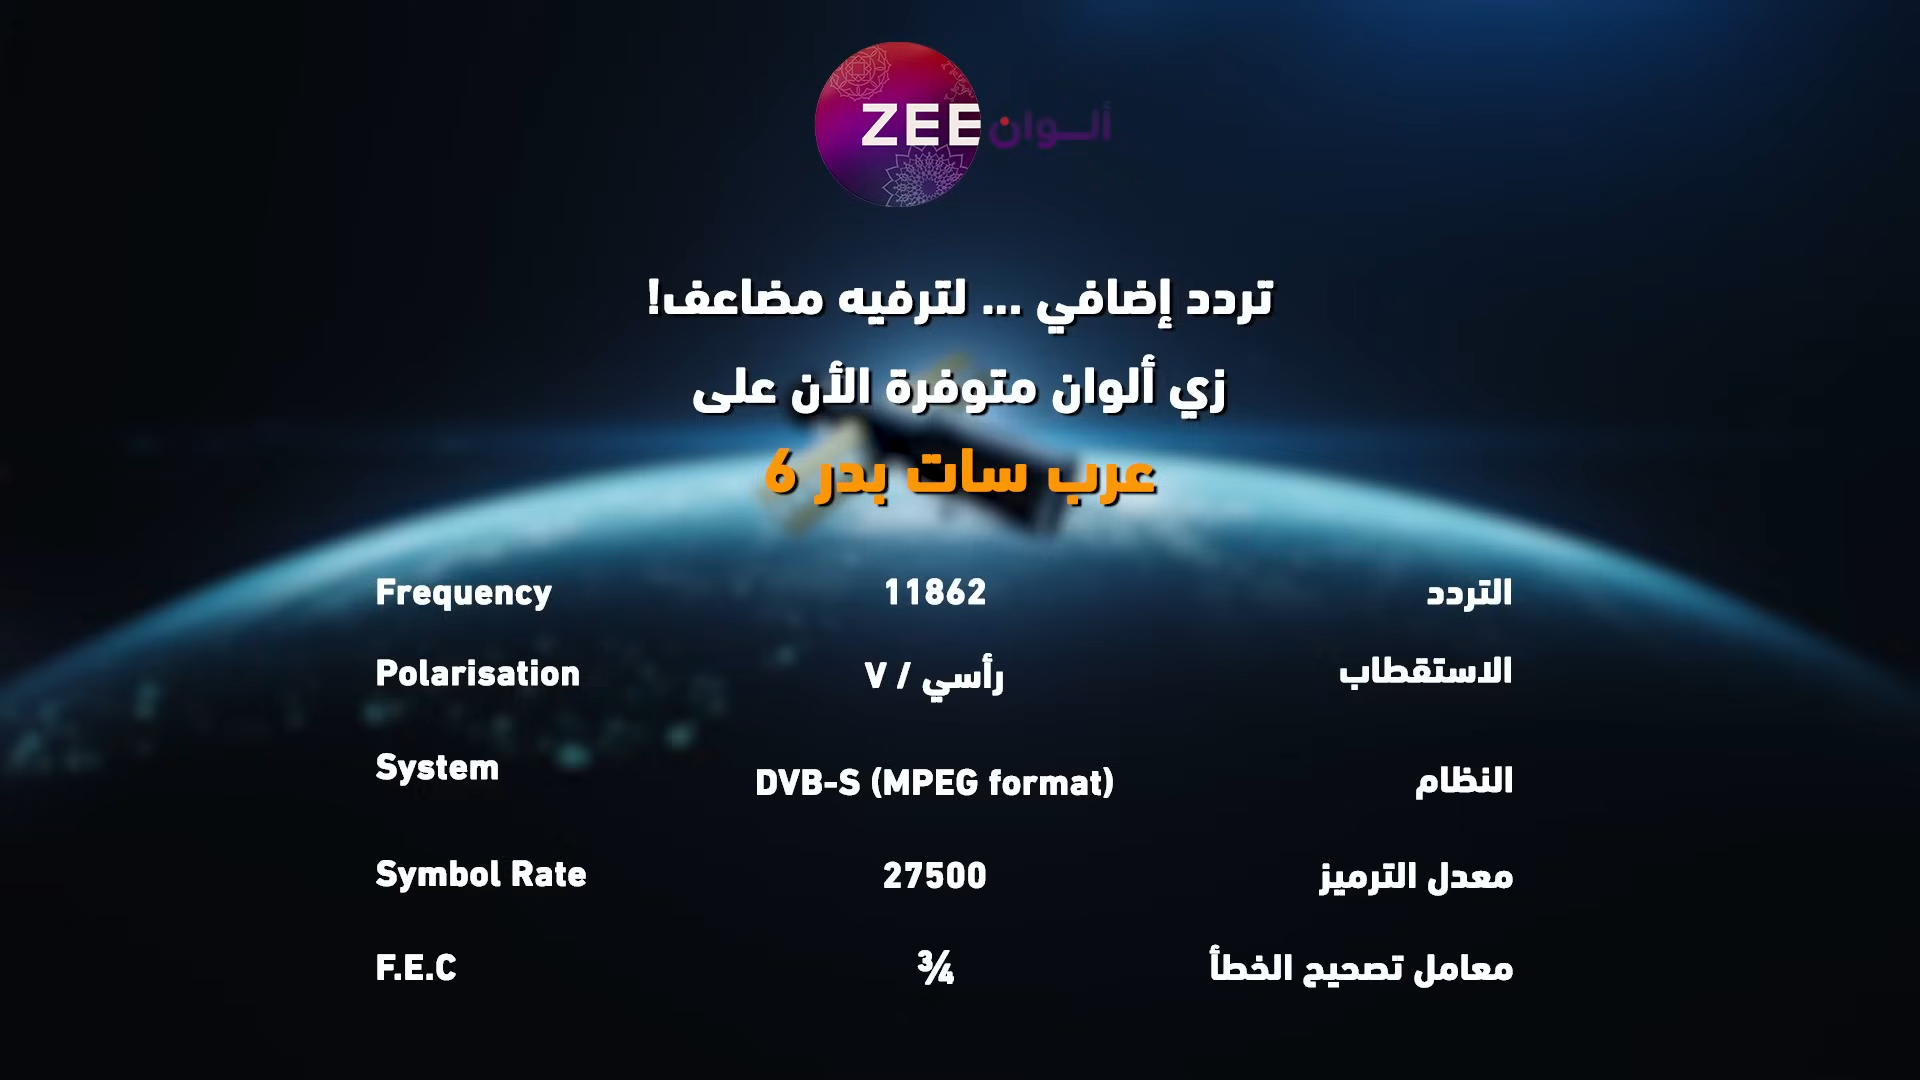 ZEE ألوان
تردد إضافي ... لترفيه مضاعف!
زي ألوان متوفرة الأن على
عرب سات بدر 6
Frequency 11862 التردد
Polarisation رأسي / V الاستقطاب
System DVB-S (MPEG format) النظام
Symbol Rate 27500 معدل الترميز
F.E.C ¾ معامل تصحيح الخطأ